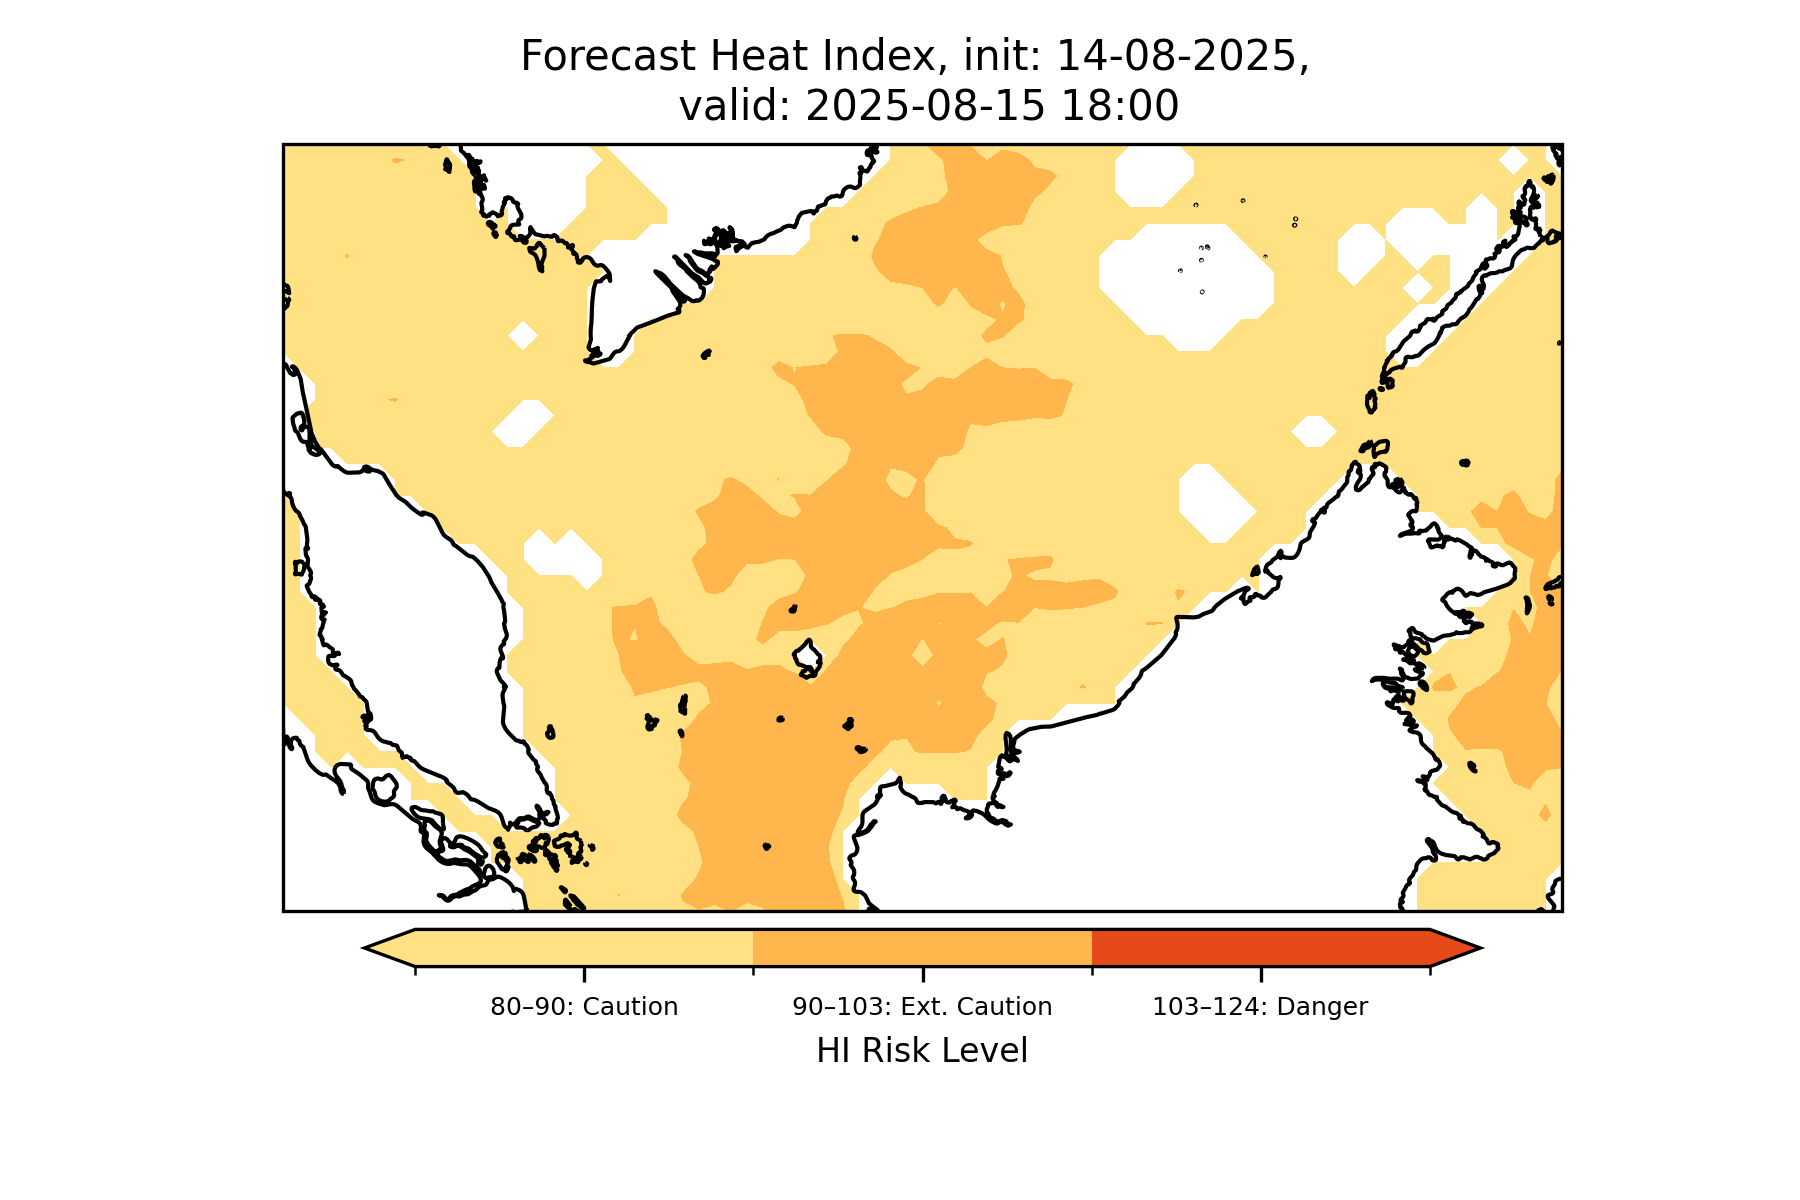 Forecast Heat Index, init: 14-08-2025,
valid: 2025-08-15 18:00
80–90: Caution
90–103: Ext. Caution
103–124: Danger
HI Risk Level